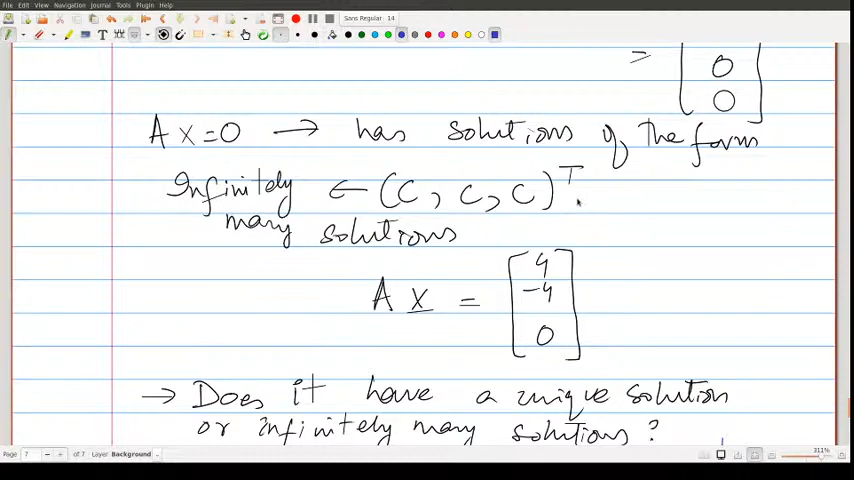 File Edit View Navigation Journal Tools Plugin Help
Sans Regular 14
= [ 0
0 ]
A x = 0 → has solutions of the form
Infinitely ← (c, c, c)ᵀ.
many solutions
A x = [ 4
-4
0 ]
→ Does it have a unique solution
or infinitely many solutions?
Page 7 of 7 Layer Background
311%